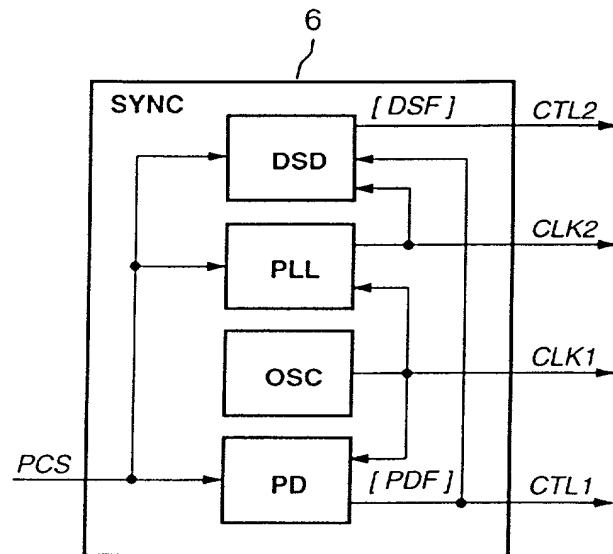 6
SYNC
[ DSF ]
CTL2
DSD
CLK2
PLL
CLK1
OSC
PCS
PD
[ PDF ]
CTL1